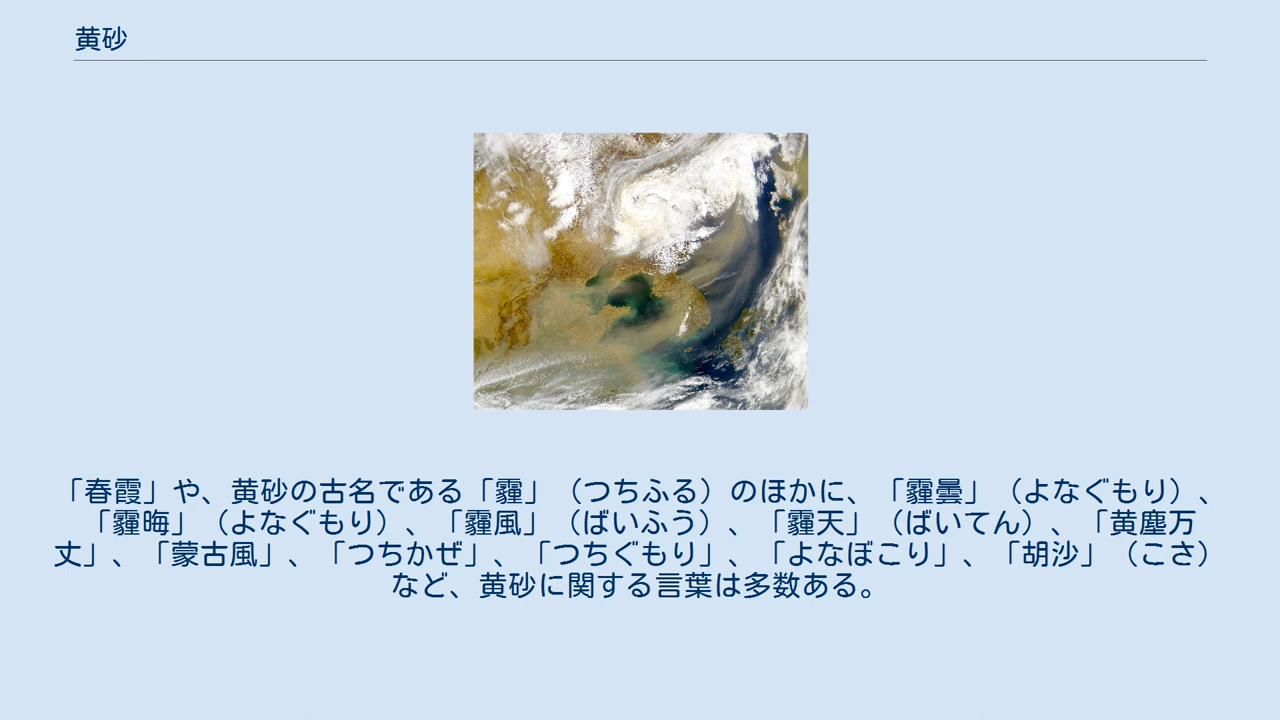 黄砂
「春霞」や、黄砂の古名である「霾」（つちふる）のほかに、「霾曇」（よなぐもり）、
「霾晦」（よなぐもり）、「霾風」（ばいふう）、「霾天」（ばいてん）、「黄塵万
丈」、「蒙古風」、「つちかぜ」、「つちぐもり」、「よなぼこり」、「胡沙」（こさ）
など、黄砂に関する言葉は多数ある。